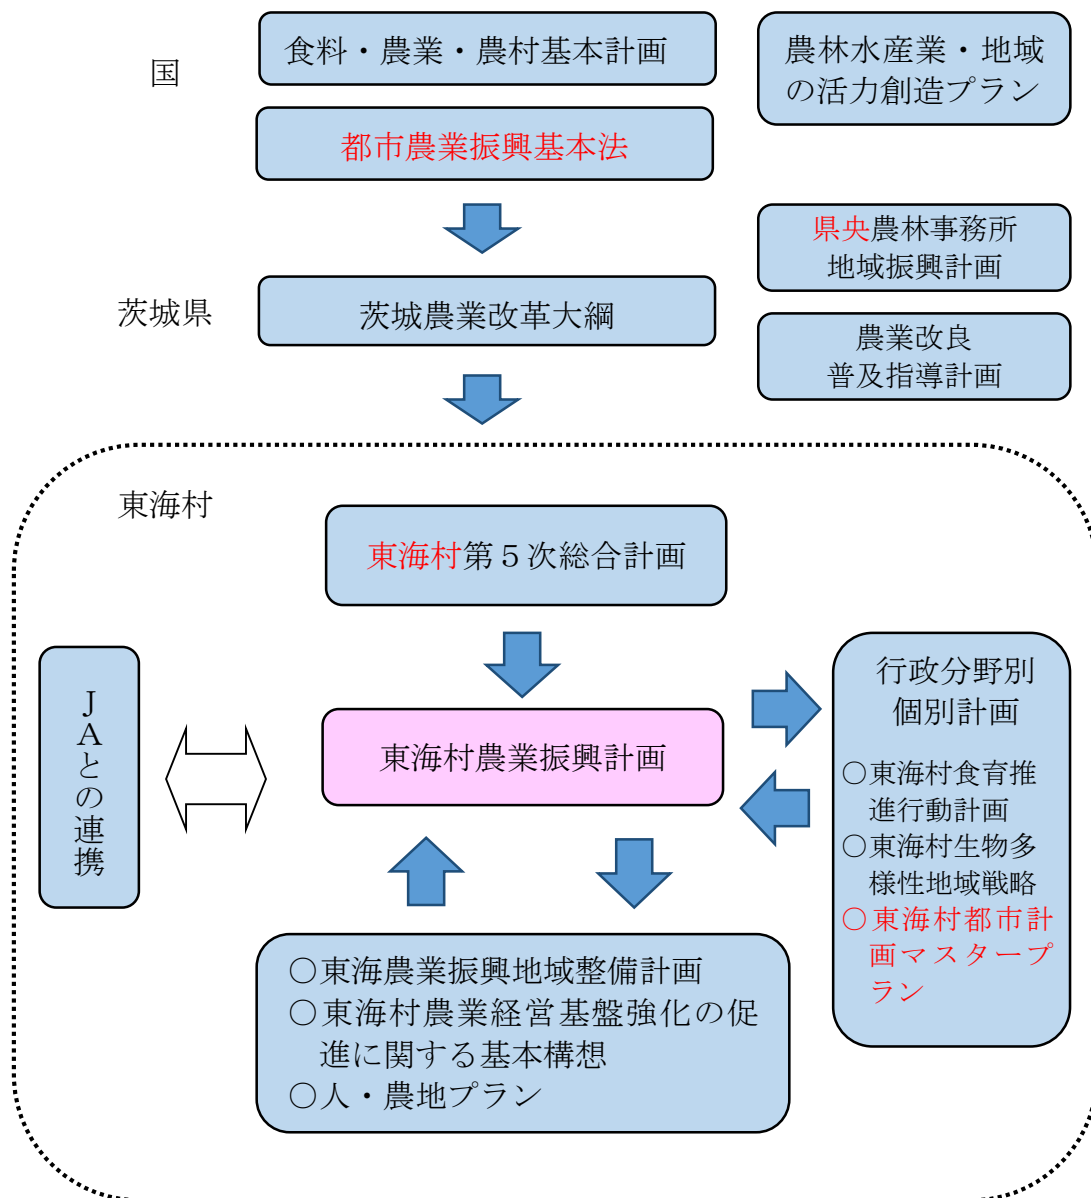 国
食料・農業・農村基本計画
農林水産業・地域
の活力創造プラン
都市農業振興基本法
県央農林事務所
地域振興計画
茨城県
茨城農業改革大綱
農業改良
普及指導計画
東海村
東海村第５次総合計画
ＪＡとの連携
東海村農業振興計画
行政分野別
個別計画
○東海村食育推
進行動計画
○東海村生物多
様性地域戦略
○東海村都市計
画マスタープ
ラン
○東海農業振興地域整備計画
○東海村農業経営基盤強化の促
進に関する基本構想
○人・農地プラン